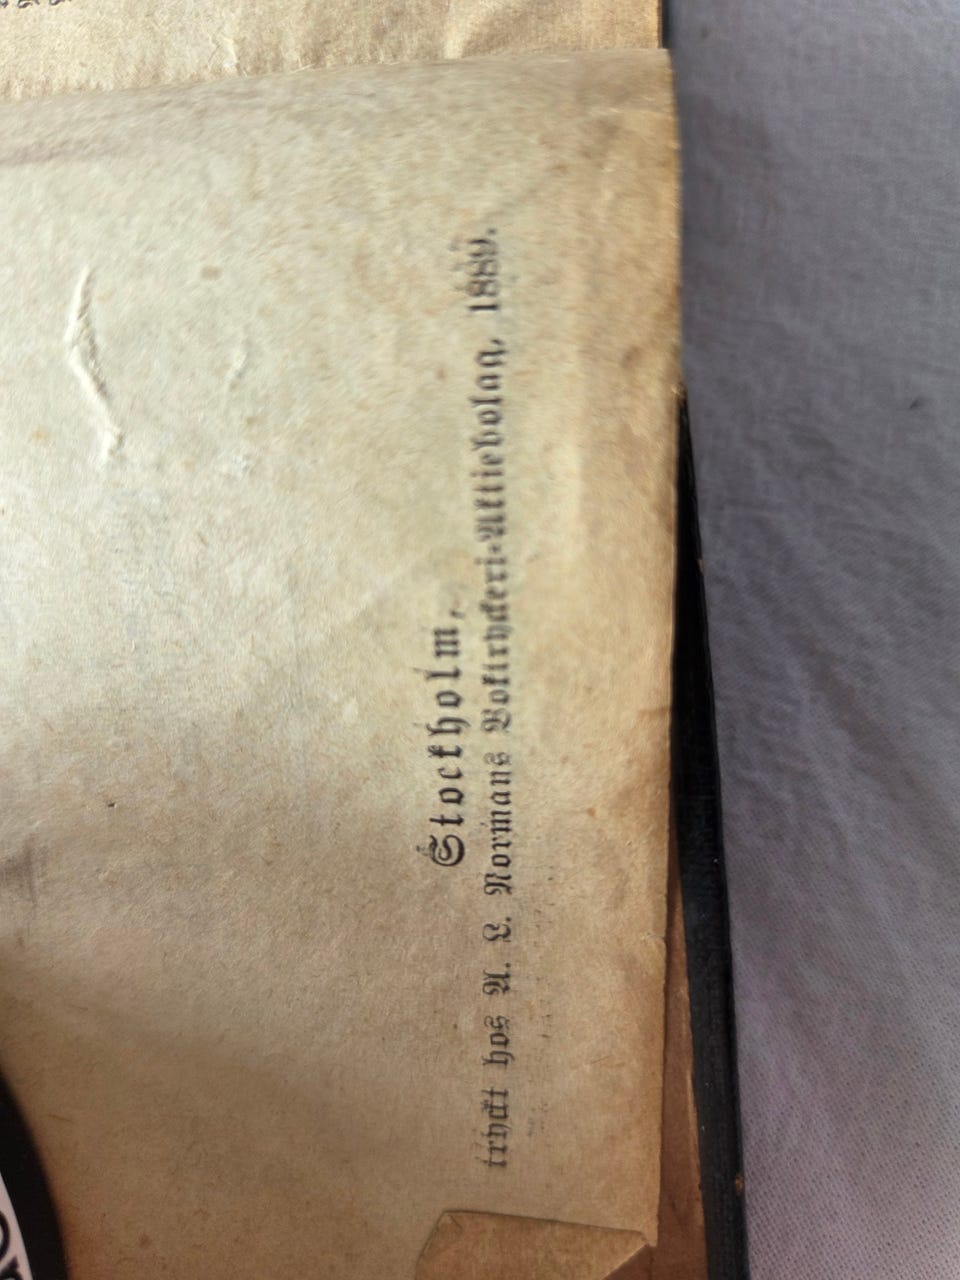 Stockholm,
tryckt hos A. L. Normans Boktryckeri-Aktiebolag, 1889.